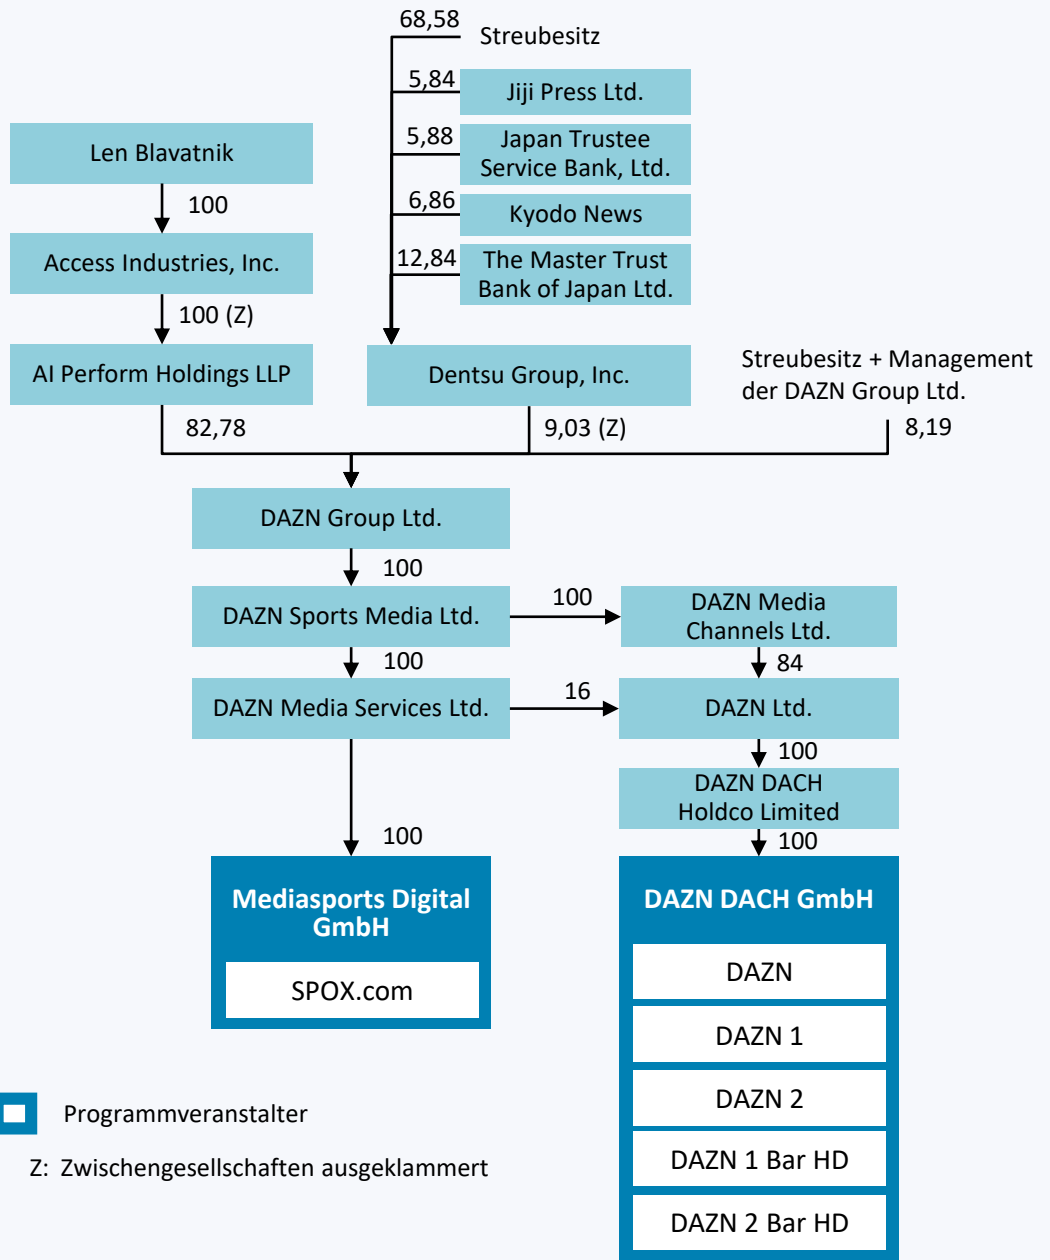 68,58
Streubesitz
5,84
Jiji Press Ltd.
5,88
Japan Trustee
Service Bank, Ltd.
Len Blavatnik
6,86
Kyodo News
100
12,84
The Master Trust
Bank of Japan Ltd.
Access Industries, Inc.
100 (Z)
AI Perform Holdings LLP
Dentsu Group, Inc.
Streubesitz + Management
der DAZN Group Ltd.
82,78
9,03 (Z)
8,19
DAZN Group Ltd.
100
DAZN Sports Media Ltd.
100
DAZN Media
Channels Ltd.
100
84
DAZN Media Services Ltd.
16
DAZN Ltd.
100
DAZN DACH
Holdco Limited
100
100
Mediasports Digital
GmbH
SPOX.com
DAZN DACH GmbH
DAZN
DAZN 1
DAZN 2
DAZN 1 Bar HD
DAZN 2 Bar HD
Programmveranstalter
Z: Zwischengesellschaften ausgeklammert